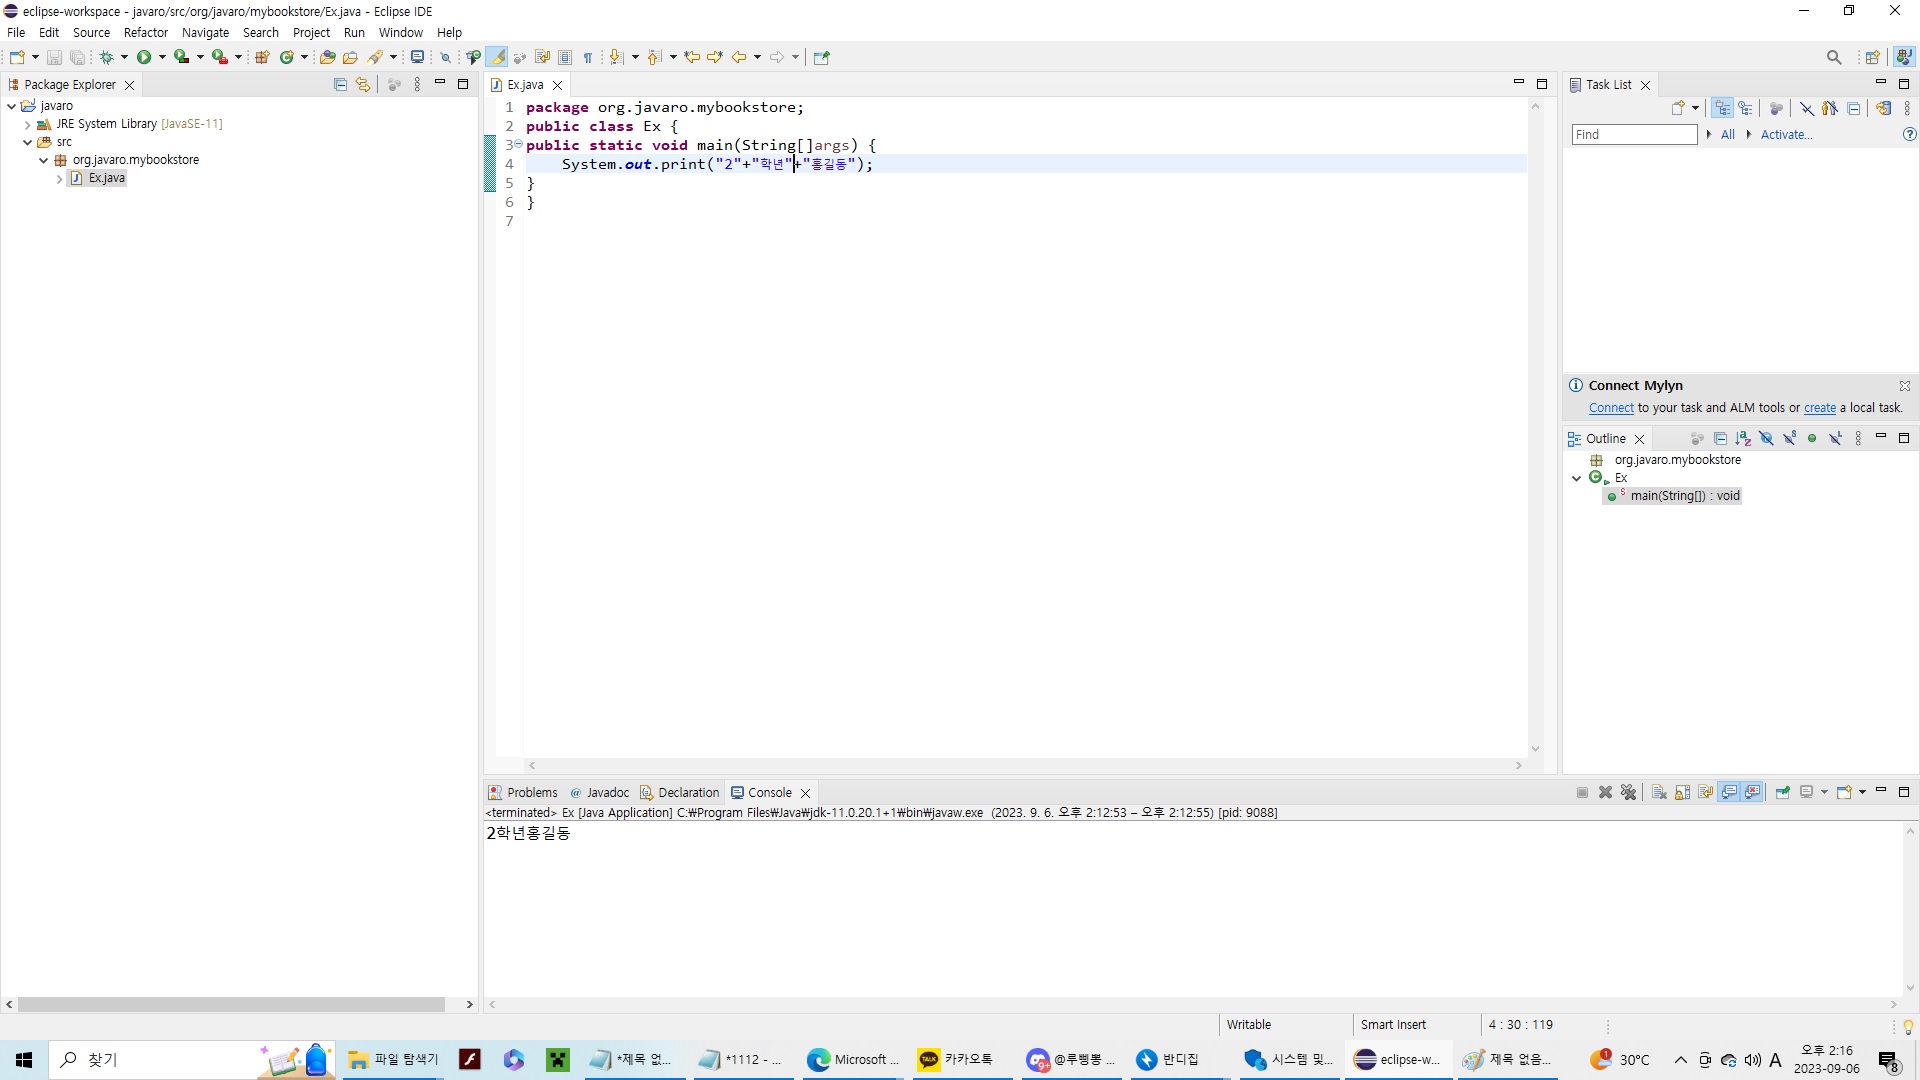 eclipse-workspace - javaro/src/org/javaro/mybookstore/Ex.java - Eclipse IDE
File Edit Source Refactor Navigate Search Project Run Window Help
Package Explorer
javaro
JRE System Library [JavaSE-11]
src
org.javaro.mybookstore
Ex.java
Ex.java
1 package org.javaro.mybookstore;
2 public class Ex {
3 public static void main(String[]args) {
4 System.out.print("2"+"학년"+"홍길동");
5 }
6 }
7
Task List
Find
All
Activate...
Connect Mylyn
Connect to your task and ALM tools or create a local task.
Outline
org.javaro.mybookstore
Ex
main(String[]) : void
Problems Javadoc Declaration Console
<terminated> Ex [Java Application] C:₩Program Files₩Java₩jdk-11.0.20.1+1₩bin₩javaw.exe (2023. 9. 6. 오후 2:12:53 – 오후 2:12:55) [pid: 9088]
2학년홍길동
Writable Smart Insert 4 : 30 : 119
찾기 파일 탐색기 *제목 없... *1112 - ... Microsoft ... TALK 카카오톡 9+ @루삥뽕 ... 반디집 시스템 및... eclipse-w... 제목 없음... 1 30°C A 오후 2:16
2023-09-06 8